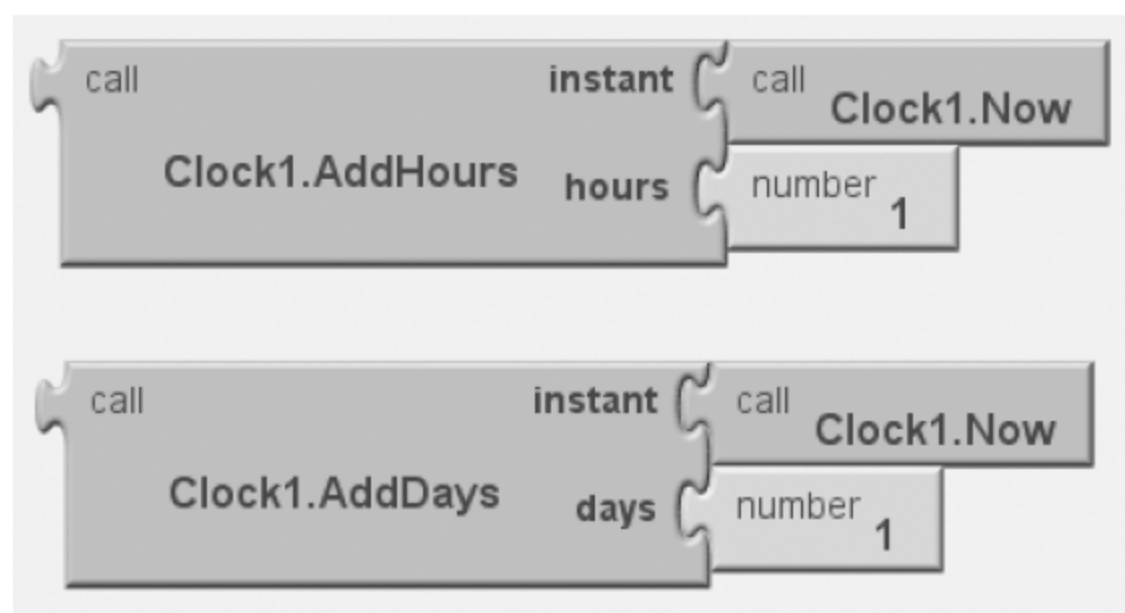 call instant call
Clock1.Now
Clock1.AddHours hours number
1
call instant call
Clock1.Now
Clock1.AddDays days number
1